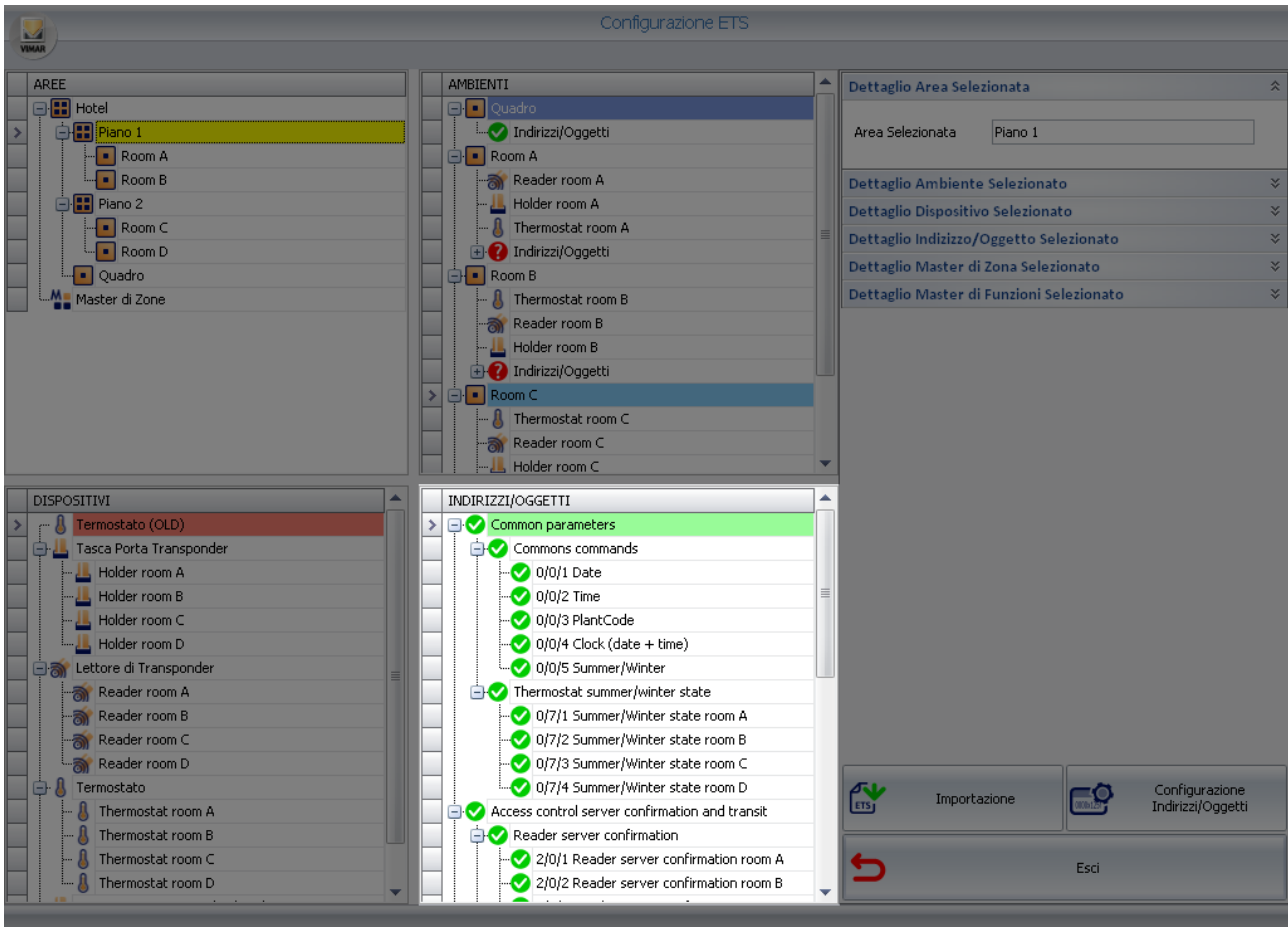 Configurazione ETS
VIMAR
AREE
Hotel
Piano 1
Room A
Room B
Piano 2
Room C
Room D
Quadro
Master di Zone
AMBIENTI
Quadro
Indirizzi/Oggetti
Room A
Reader room A
Holder room A
Thermostat room A
Indirizzi/Oggetti
Room B
Thermostat room B
Reader room B
Holder room B
Indirizzi/Oggetti
Room C
Thermostat room C
Reader room C
Holder room C
Dettaglio Area Selezionata
Area Selezionata Piano 1
Dettaglio Ambiente Selezionato
Dettaglio Dispositivo Selezionato
Dettaglio Indizzo/Oggetto Selezionato
Dettaglio Master di Zona Selezionato
Dettaglio Master di Funzioni Selezionato
DISPOSITIVI
Termostato (OLD)
Tasca Porta Transponder
Holder room A
Holder room B
Holder room C
Holder room D
Lettore di Transponder
Reader room A
Reader room B
Reader room C
Reader room D
Termostato
Thermostat room A
Thermostat room B
Thermostat room C
Thermostat room D
INDIRIZZI/OGGETTI
Common parameters
Commons commands
0/0/1 Date
0/0/2 Time
0/0/3 PlantCode
0/0/4 Clock (date + time)
0/0/5 Summer/Winter
Thermostat summer/winter state
0/7/1 Summer/Winter state room A
0/7/2 Summer/Winter state room B
0/7/3 Summer/Winter state room C
0/7/4 Summer/Winter state room D
Access control server confirmation and transit
Reader server confirmation
2/0/1 Reader server confirmation room A
2/0/2 Reader server confirmation room B
ETS
Importazione
Configurazione
Indirizzi/Oggetti
Esci